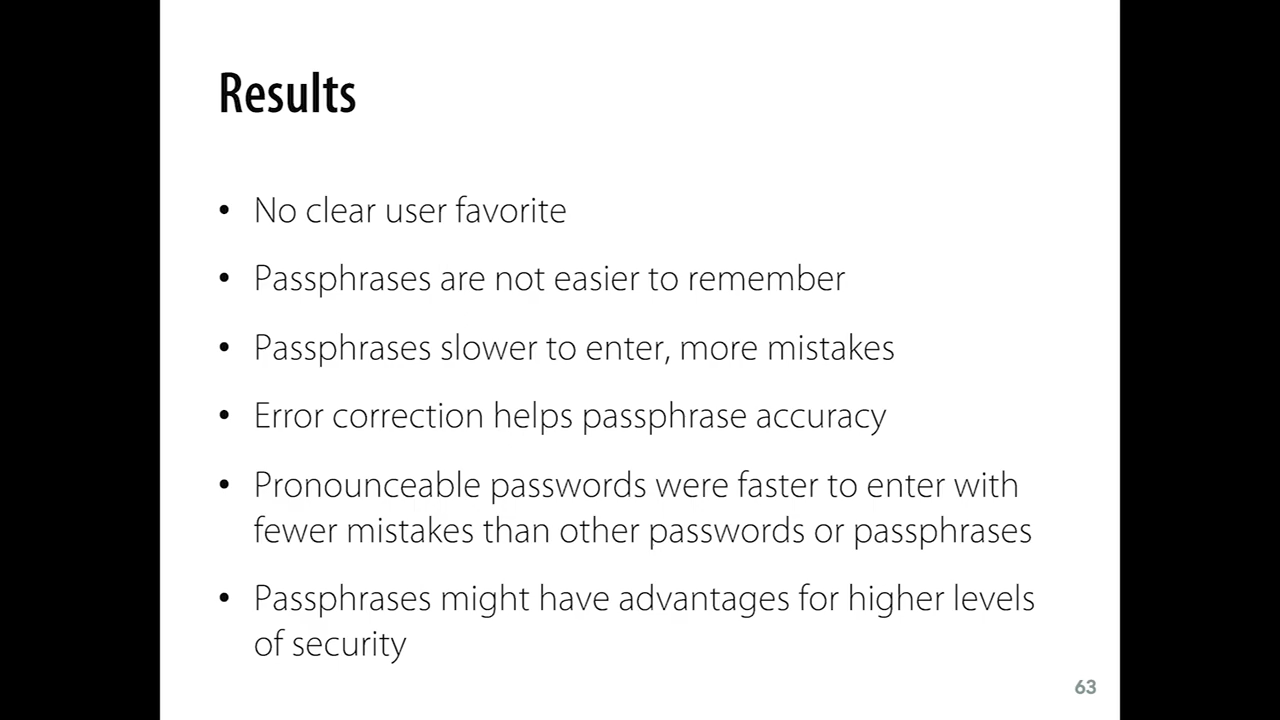 Results
• No clear user favorite
• Passphrases are not easier to remember
• Passphrases slower to enter, more mistakes
• Error correction helps passphrase accuracy
• Pronounceable passwords were faster to enter with
fewer mistakes than other passwords or passphrases
• Passphrases might have advantages for higher levels
of security
63